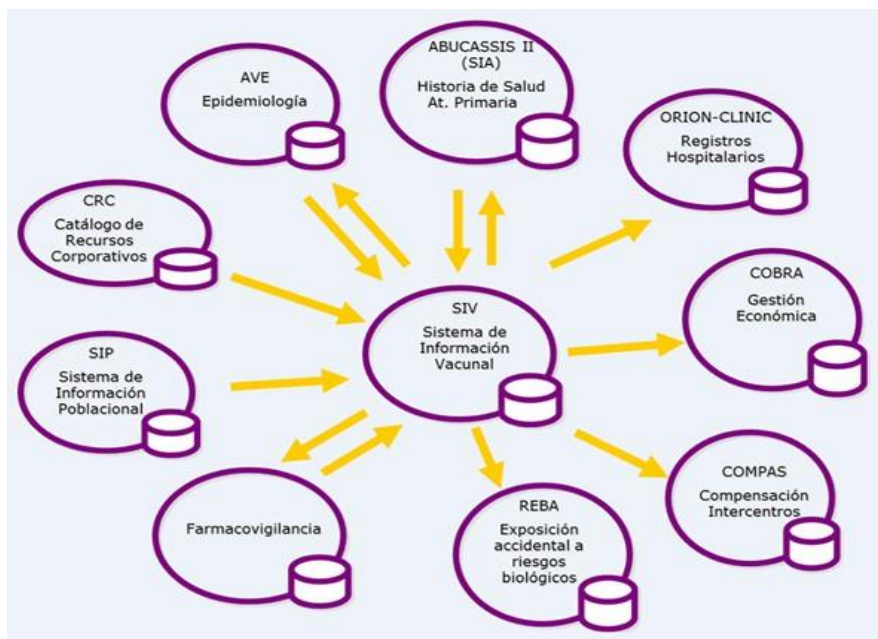 AVE
Epidemiología
ABUCASSIS II
(SIA)
Historia de Salud
At. Primaria
ORION-CLINIC
Registros
Hospitalarios
CRC
Catálogo de
Recursos
Corporativos
COBRA
Gestión
Económica
SIV
Sistema de
Información
Vacunal
SIP
Sistema de
Información
Poblacional
COMPAS
Compensación
Intercentros
Farmacovigilancia
REBA
Exposición
accidental a
riesgos
biológicos